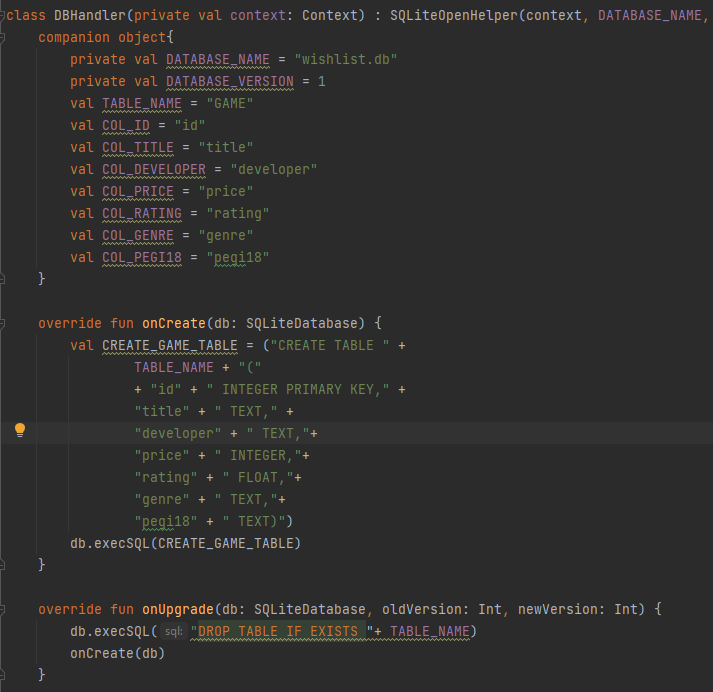 class DBHandler(private val context: Context) : SQLiteOpenHelper(context, DATABASE_NAME,
    companion object{
        private val DATABASE_NAME = "wishlist.db"
        private val DATABASE_VERSION = 1
        val TABLE_NAME = "GAME"
        val COL_ID = "id"
        val COL_TITLE = "title"
        val COL_DEVELOPER = "developer"
        val COL_PRICE = "price"
        val COL_RATING = "rating"
        val COL_GENRE = "genre"
        val COL_PEGI18 = "pegi18"
    }

    override fun onCreate(db: SQLiteDatabase) {
        val CREATE_GAME_TABLE = ("CREATE TABLE " +
                TABLE_NAME + "("
                + "id" + " INTEGER PRIMARY KEY," +
                "title" + " TEXT," +
                "developer" + " TEXT,"+
                "price" + " INTEGER,"+
                "rating" + " FLOAT,"+
                "genre" + " TEXT,"+
                "pegi18" + " TEXT)")
        db.execSQL(CREATE_GAME_TABLE)
    }

    override fun onUpgrade(db: SQLiteDatabase, oldVersion: Int, newVersion: Int) {
        db.execSQL( sql: "DROP TABLE IF EXISTS "+ TABLE_NAME)
        onCreate(db)
    }